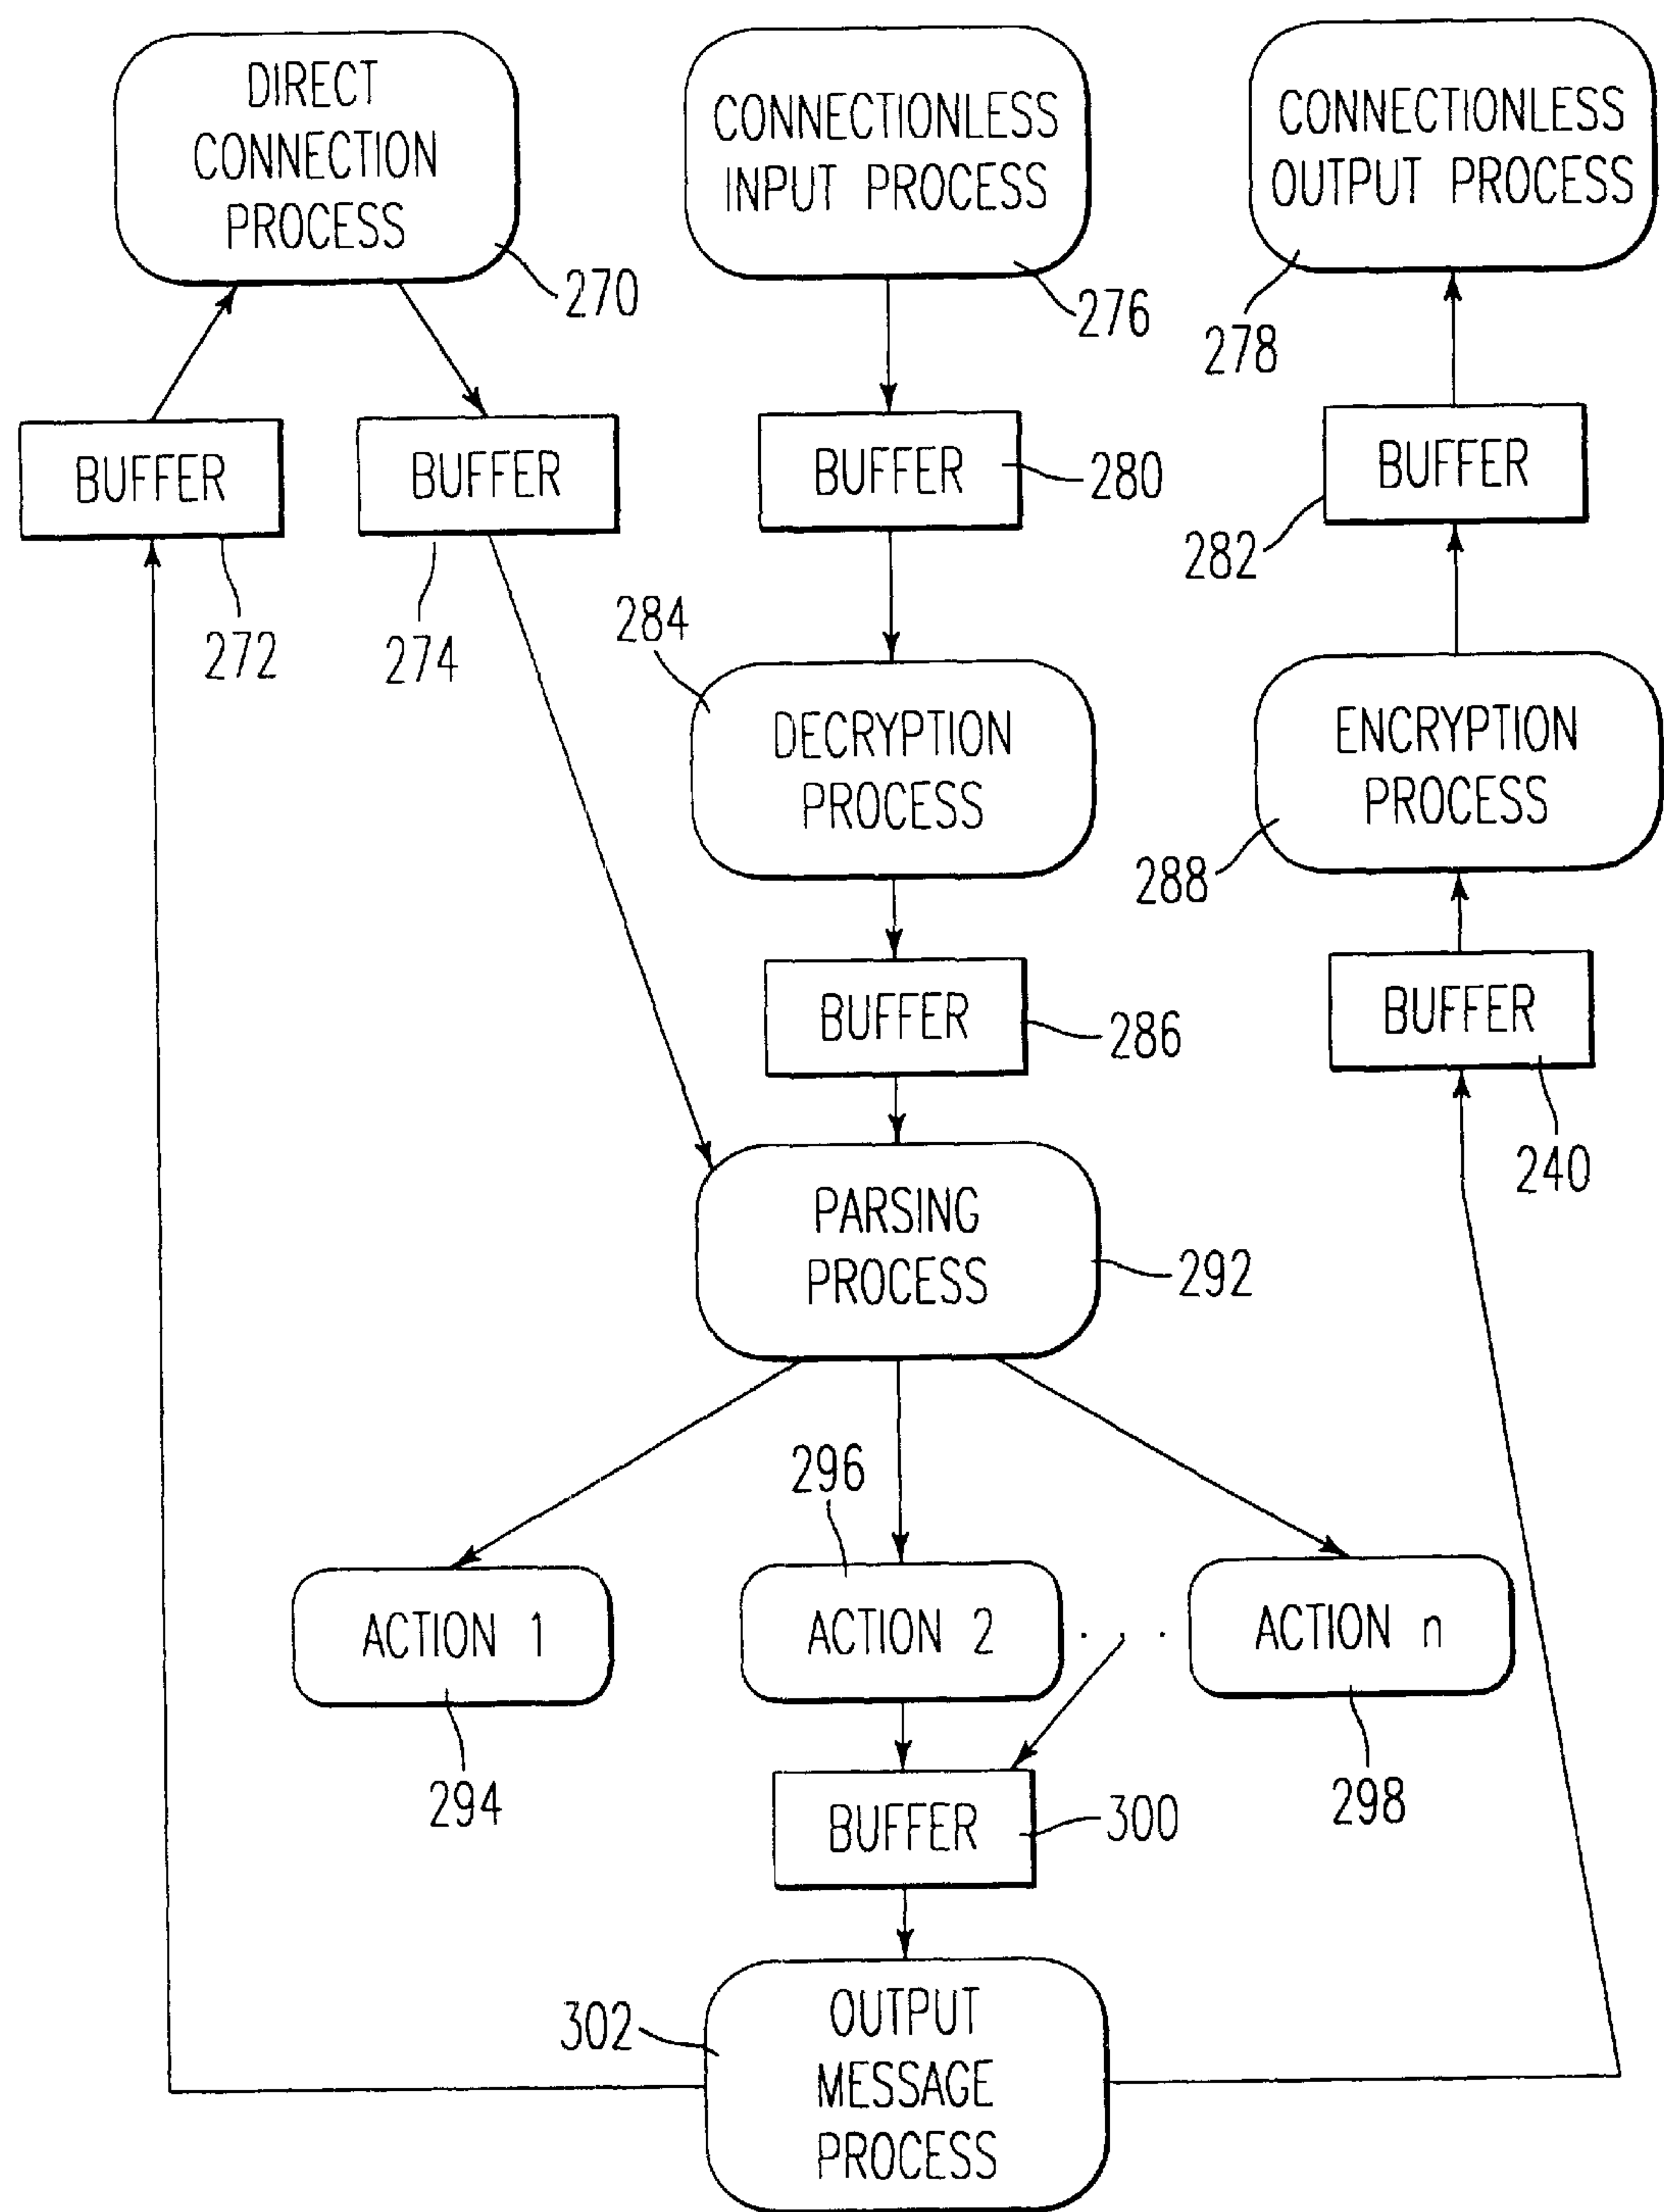 DIRECT
CONNECTION
PROCESS
270
CONNECTIONLESS
INPUT PROCESS
276
CONNECTIONLESS
OUTPUT PROCESS
278
BUFFER
272
BUFFER
274
BUFFER
280
BUFFER
282
284
DECRYPTION
PROCESS
ENCRYPTION
PROCESS
288
BUFFER
286
BUFFER
240
PARSING
PROCESS
292
296
ACTION 1
294
ACTION 2
. . .
ACTION n
298
BUFFER
300
302
OUTPUT
MESSAGE
PROCESS